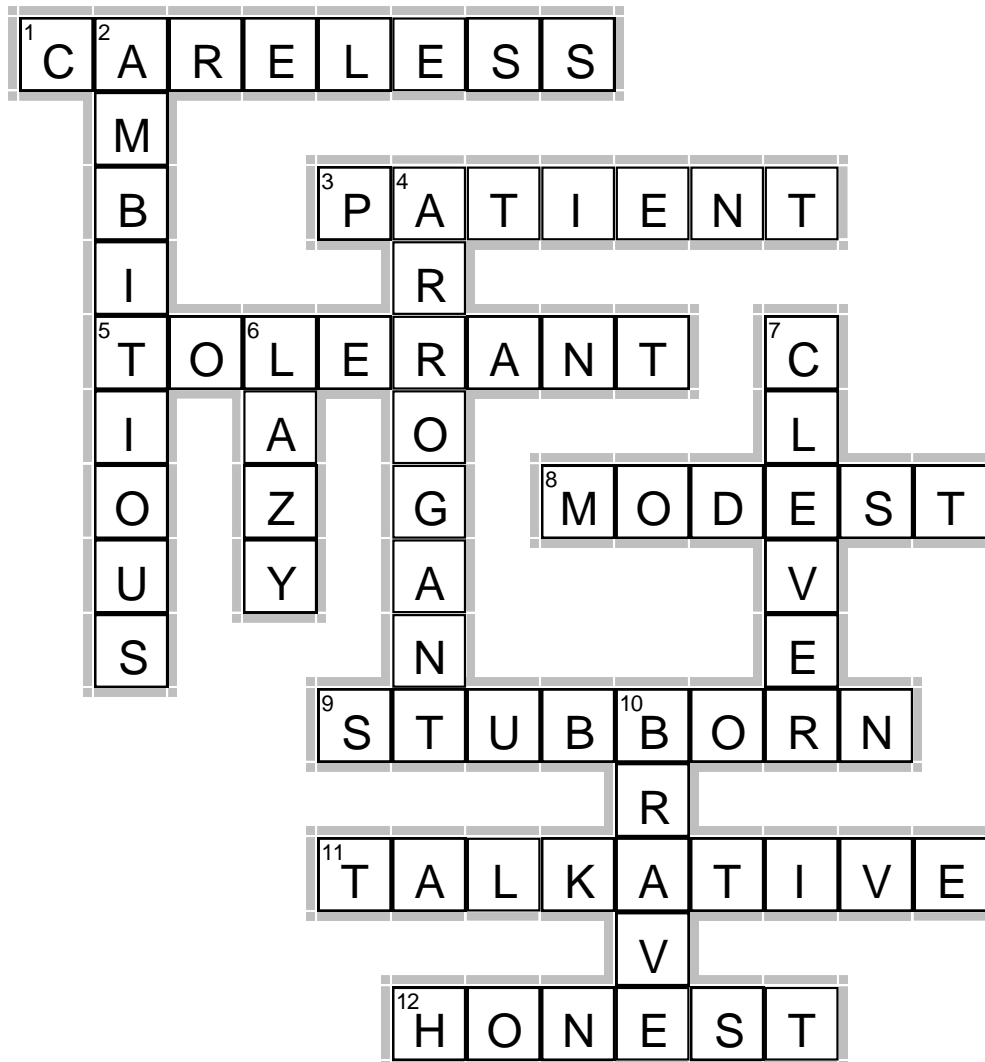 1 C 2 A R E L E S S
M
B 3 P 4 A T I E N T
I R
5 T O 6 L E R A N T 7 C
I A O L
O Z G 8 M O D E S T
U Y A V
S N E
9 S T U B 10 B O R N
R
11 T A L K A T I V E
V
12 H O N E S T